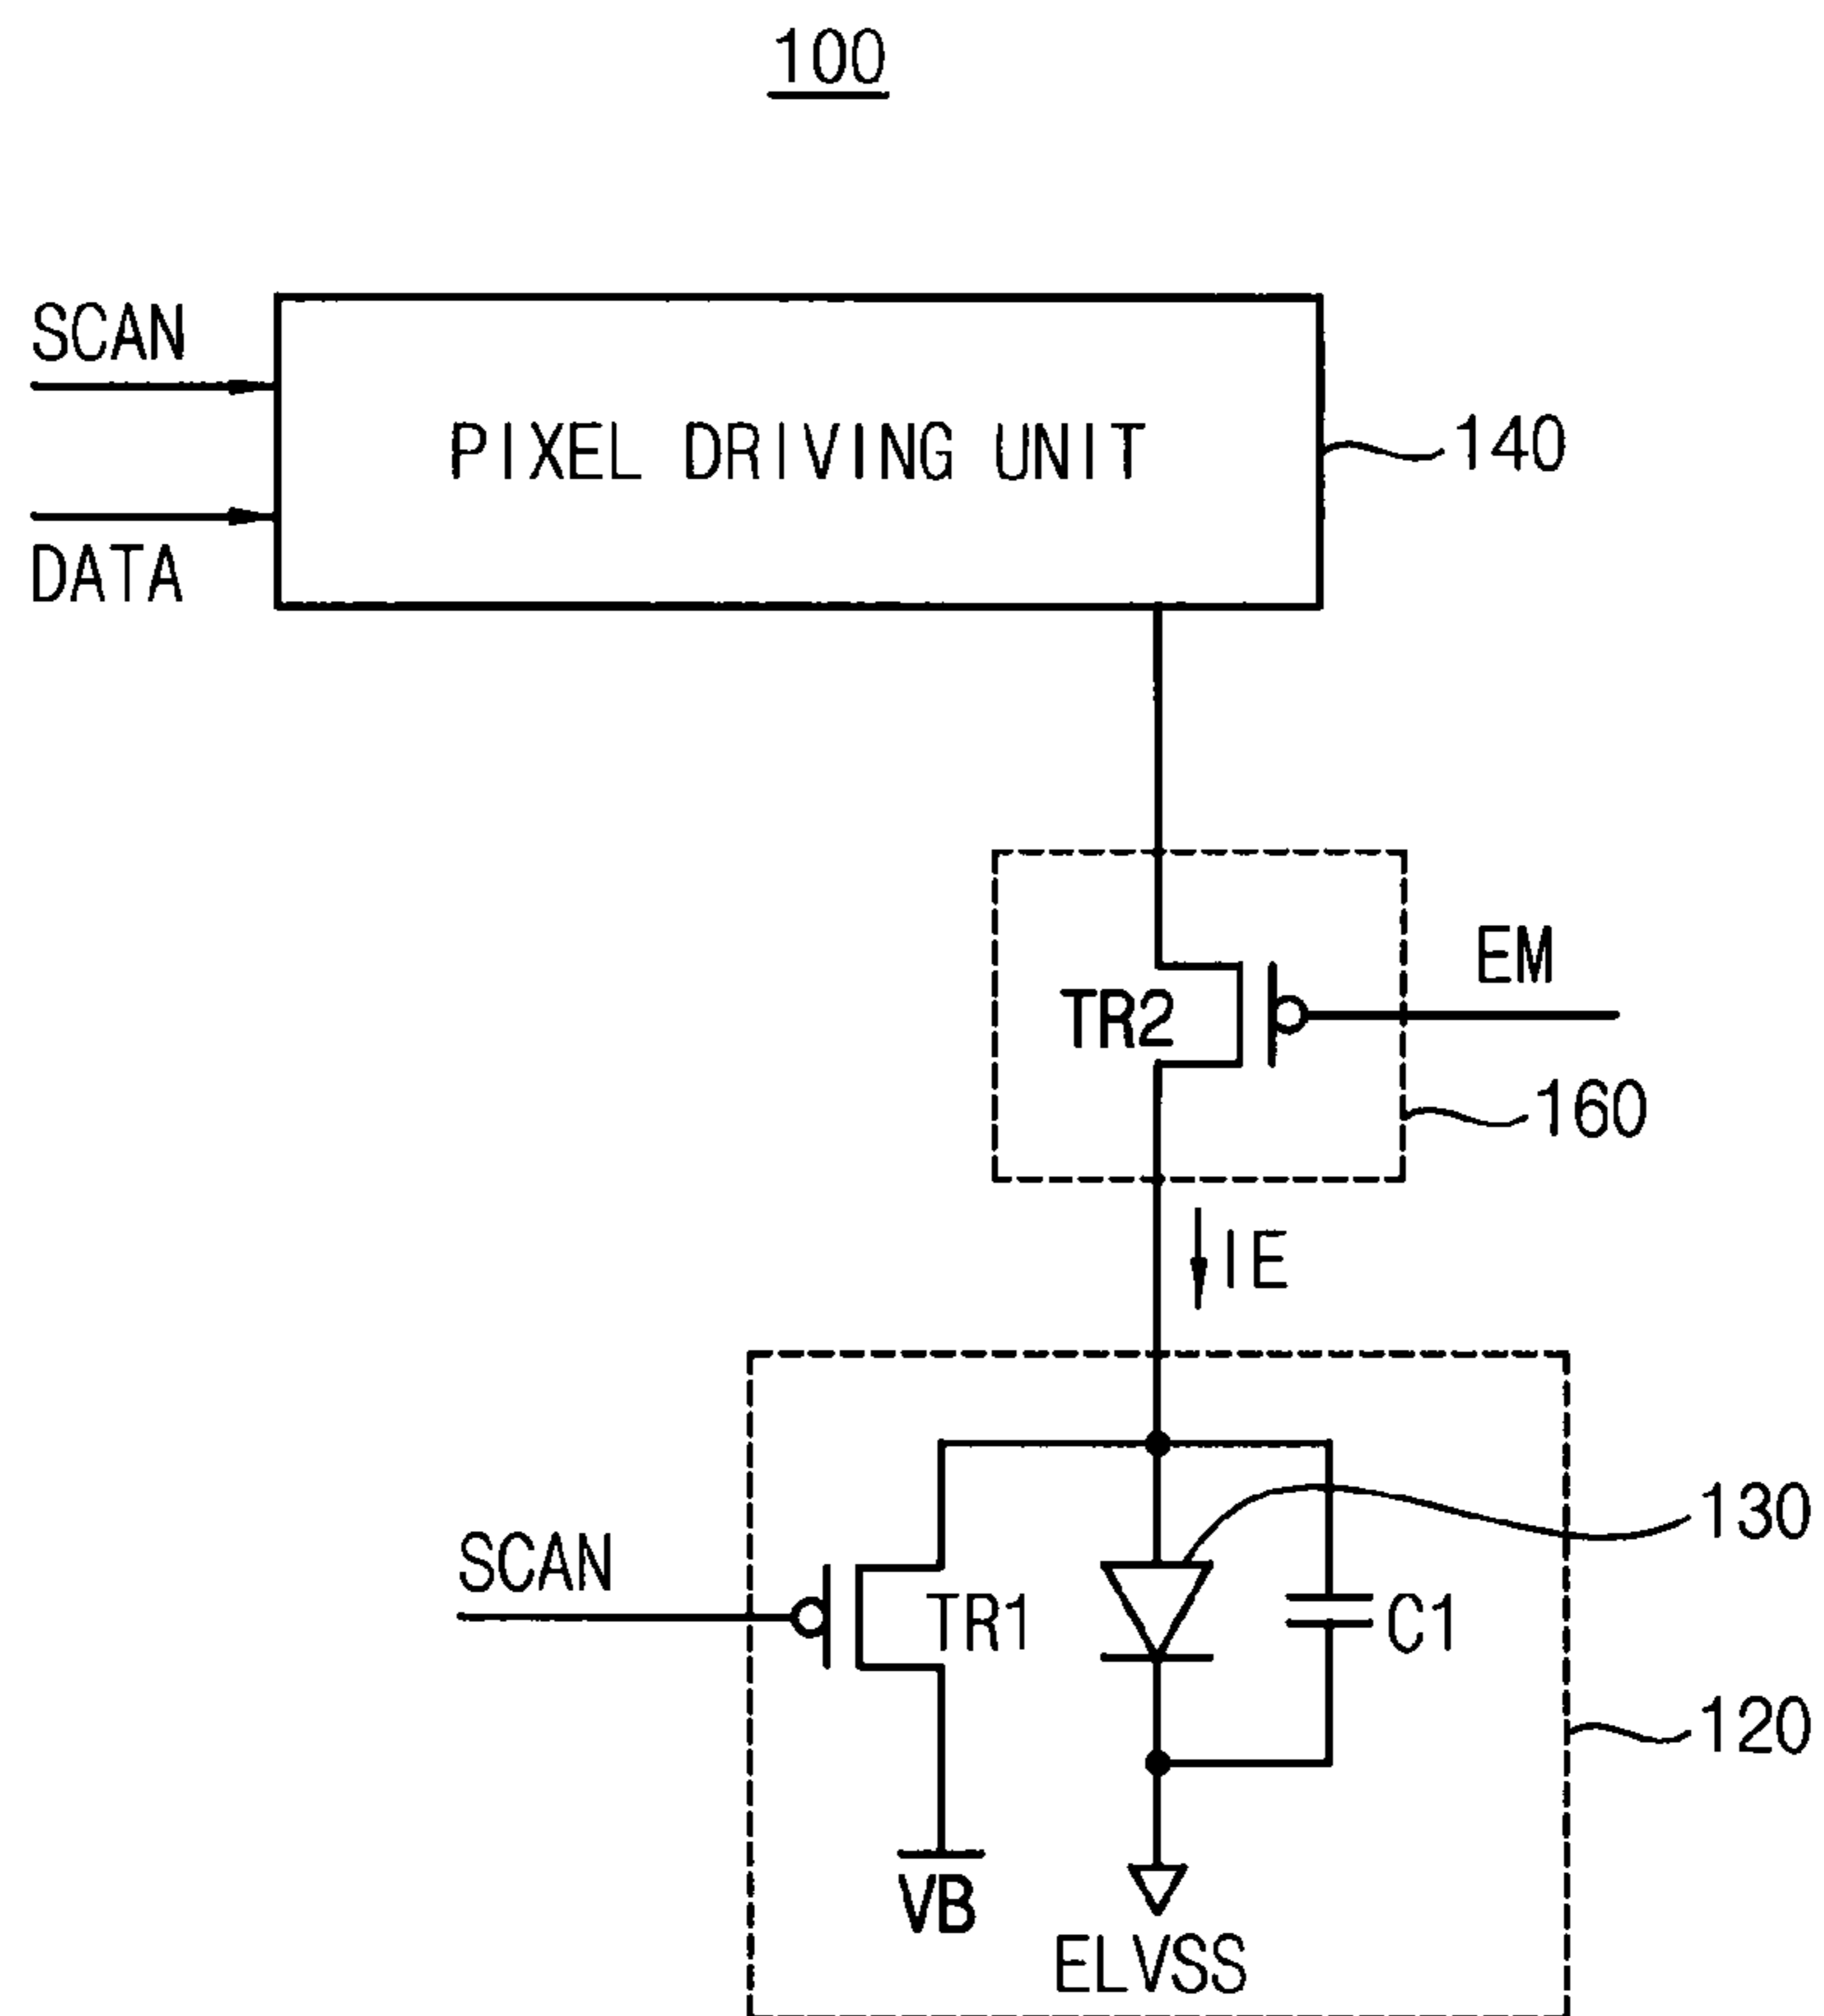 100
SCAN
PIXEL DRIVING UNIT
140
DATA
EM
TR2
160
IE
130
SCAN
TR1
C1
120
VB
ELVSS